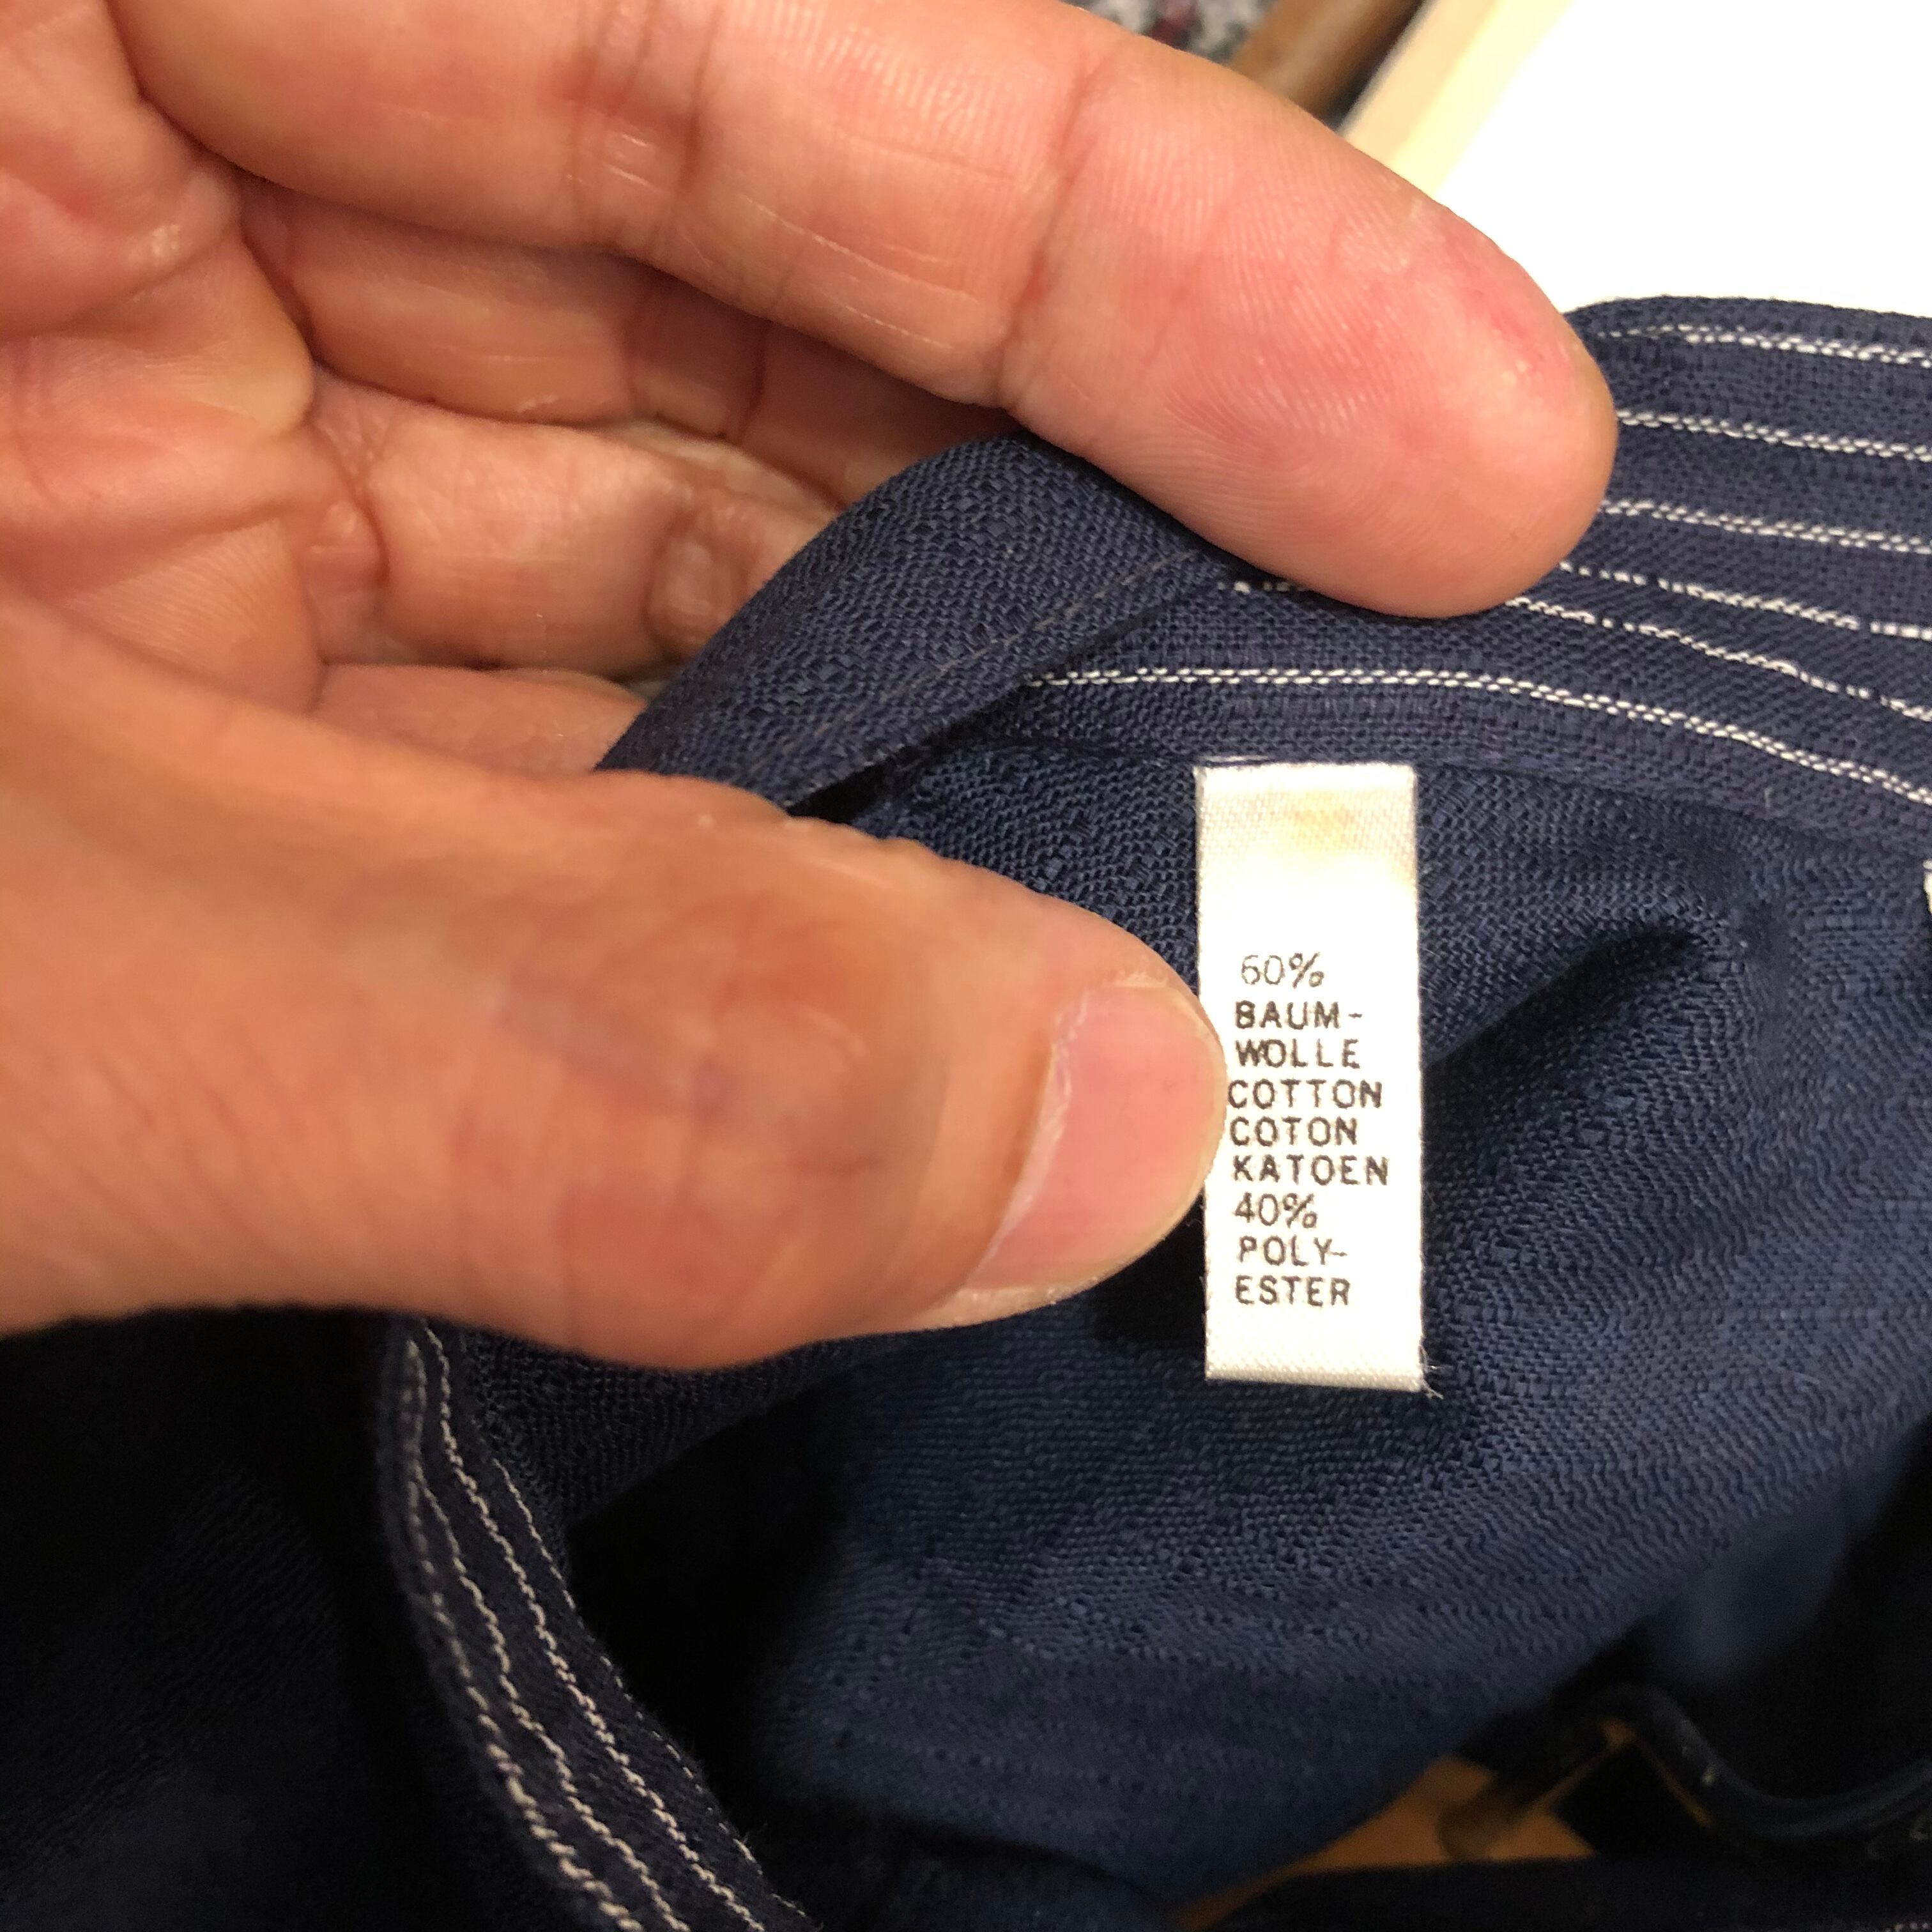 60%
BAUM-
WOLLE
COTTON
COTON
KATOEN
40%
POLY-
ESTER